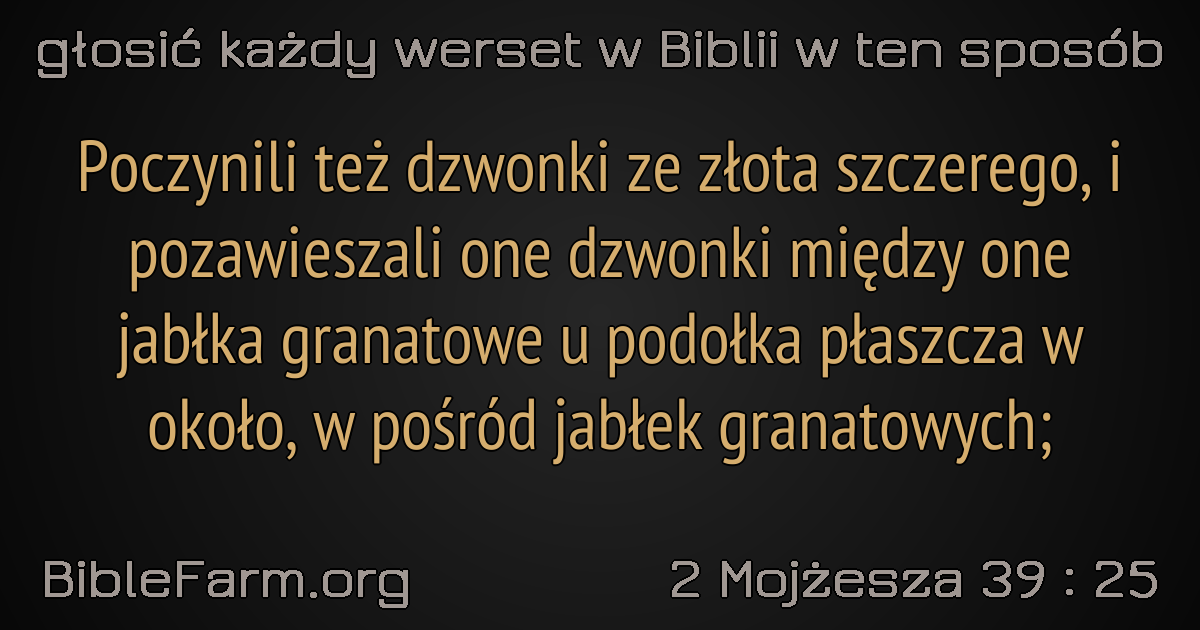 głosić każdy werset w Biblii w ten sposób
Poczynili też dzwonki ze złota szczerego, i
pozawieszali one dzwonki między one
jabłka granatowe u podołka płaszcza w
około, w pośród jabłek granatowych;
BibleFarm.org
2 Mojżesza 39 : 25